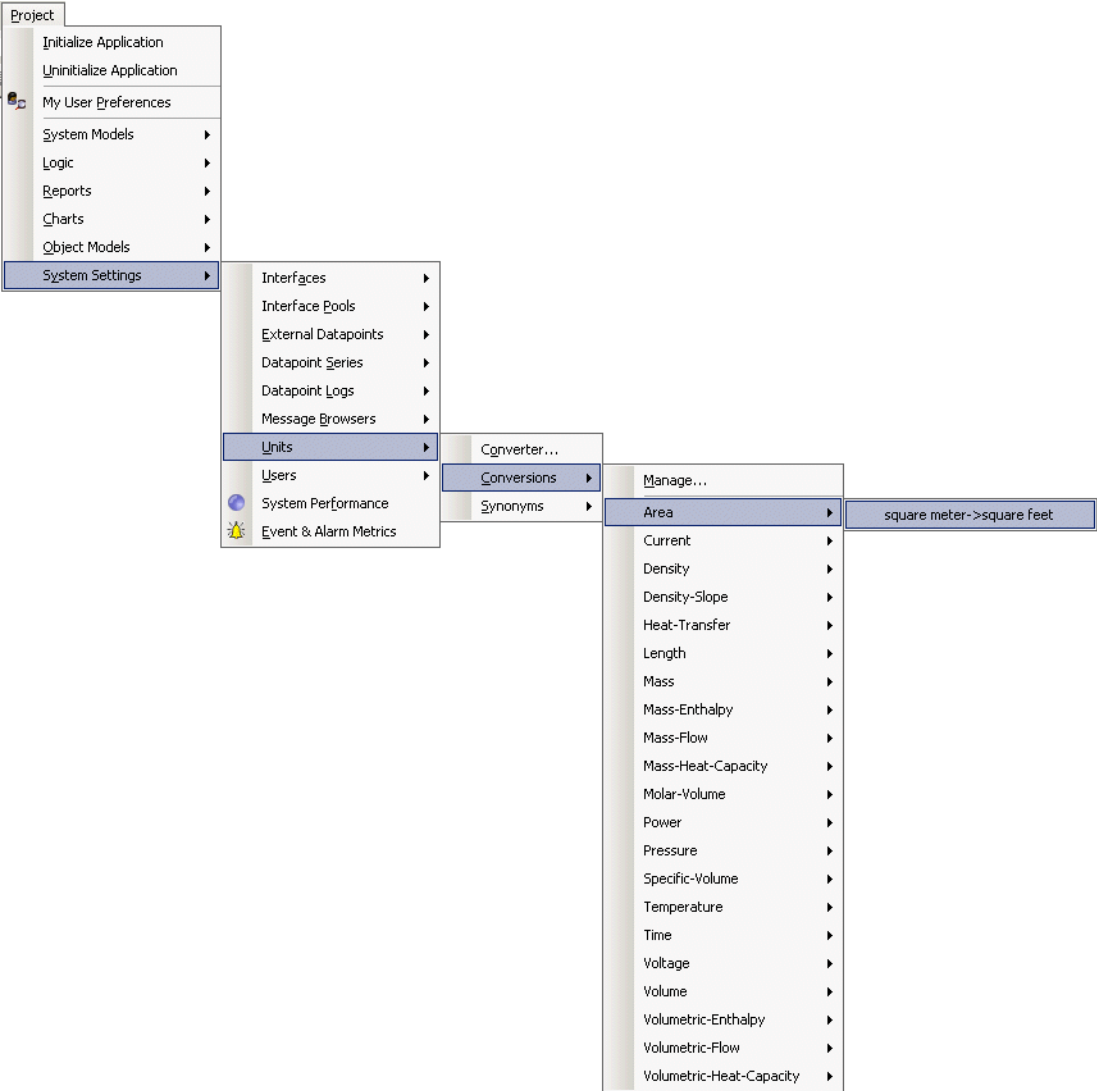 Project
Initialize Application
Uninitialize Application
My User Preferences
System Models
Logic
Reports
Charts
Object Models
System Settings
Interfaces
Interface Pools
External Datapoints
Datapoint Series
Datapoint Logs
Message Browsers
Units
Users
System Performance
Event & Alarm Metrics
Converter...
Conversions
Synonyms
Manage...
Area
Current
Density
Density-Slope
Heat-Transfer
Length
Mass
Mass-Enthalpy
Mass-Flow
Mass-Heat-Capacity
Molar-Volume
Power
Pressure
Specific-Volume
Temperature
Time
Voltage
Volume
Volumetric-Enthalpy
Volumetric-Flow
Volumetric-Heat-Capacity
square meter->square feet